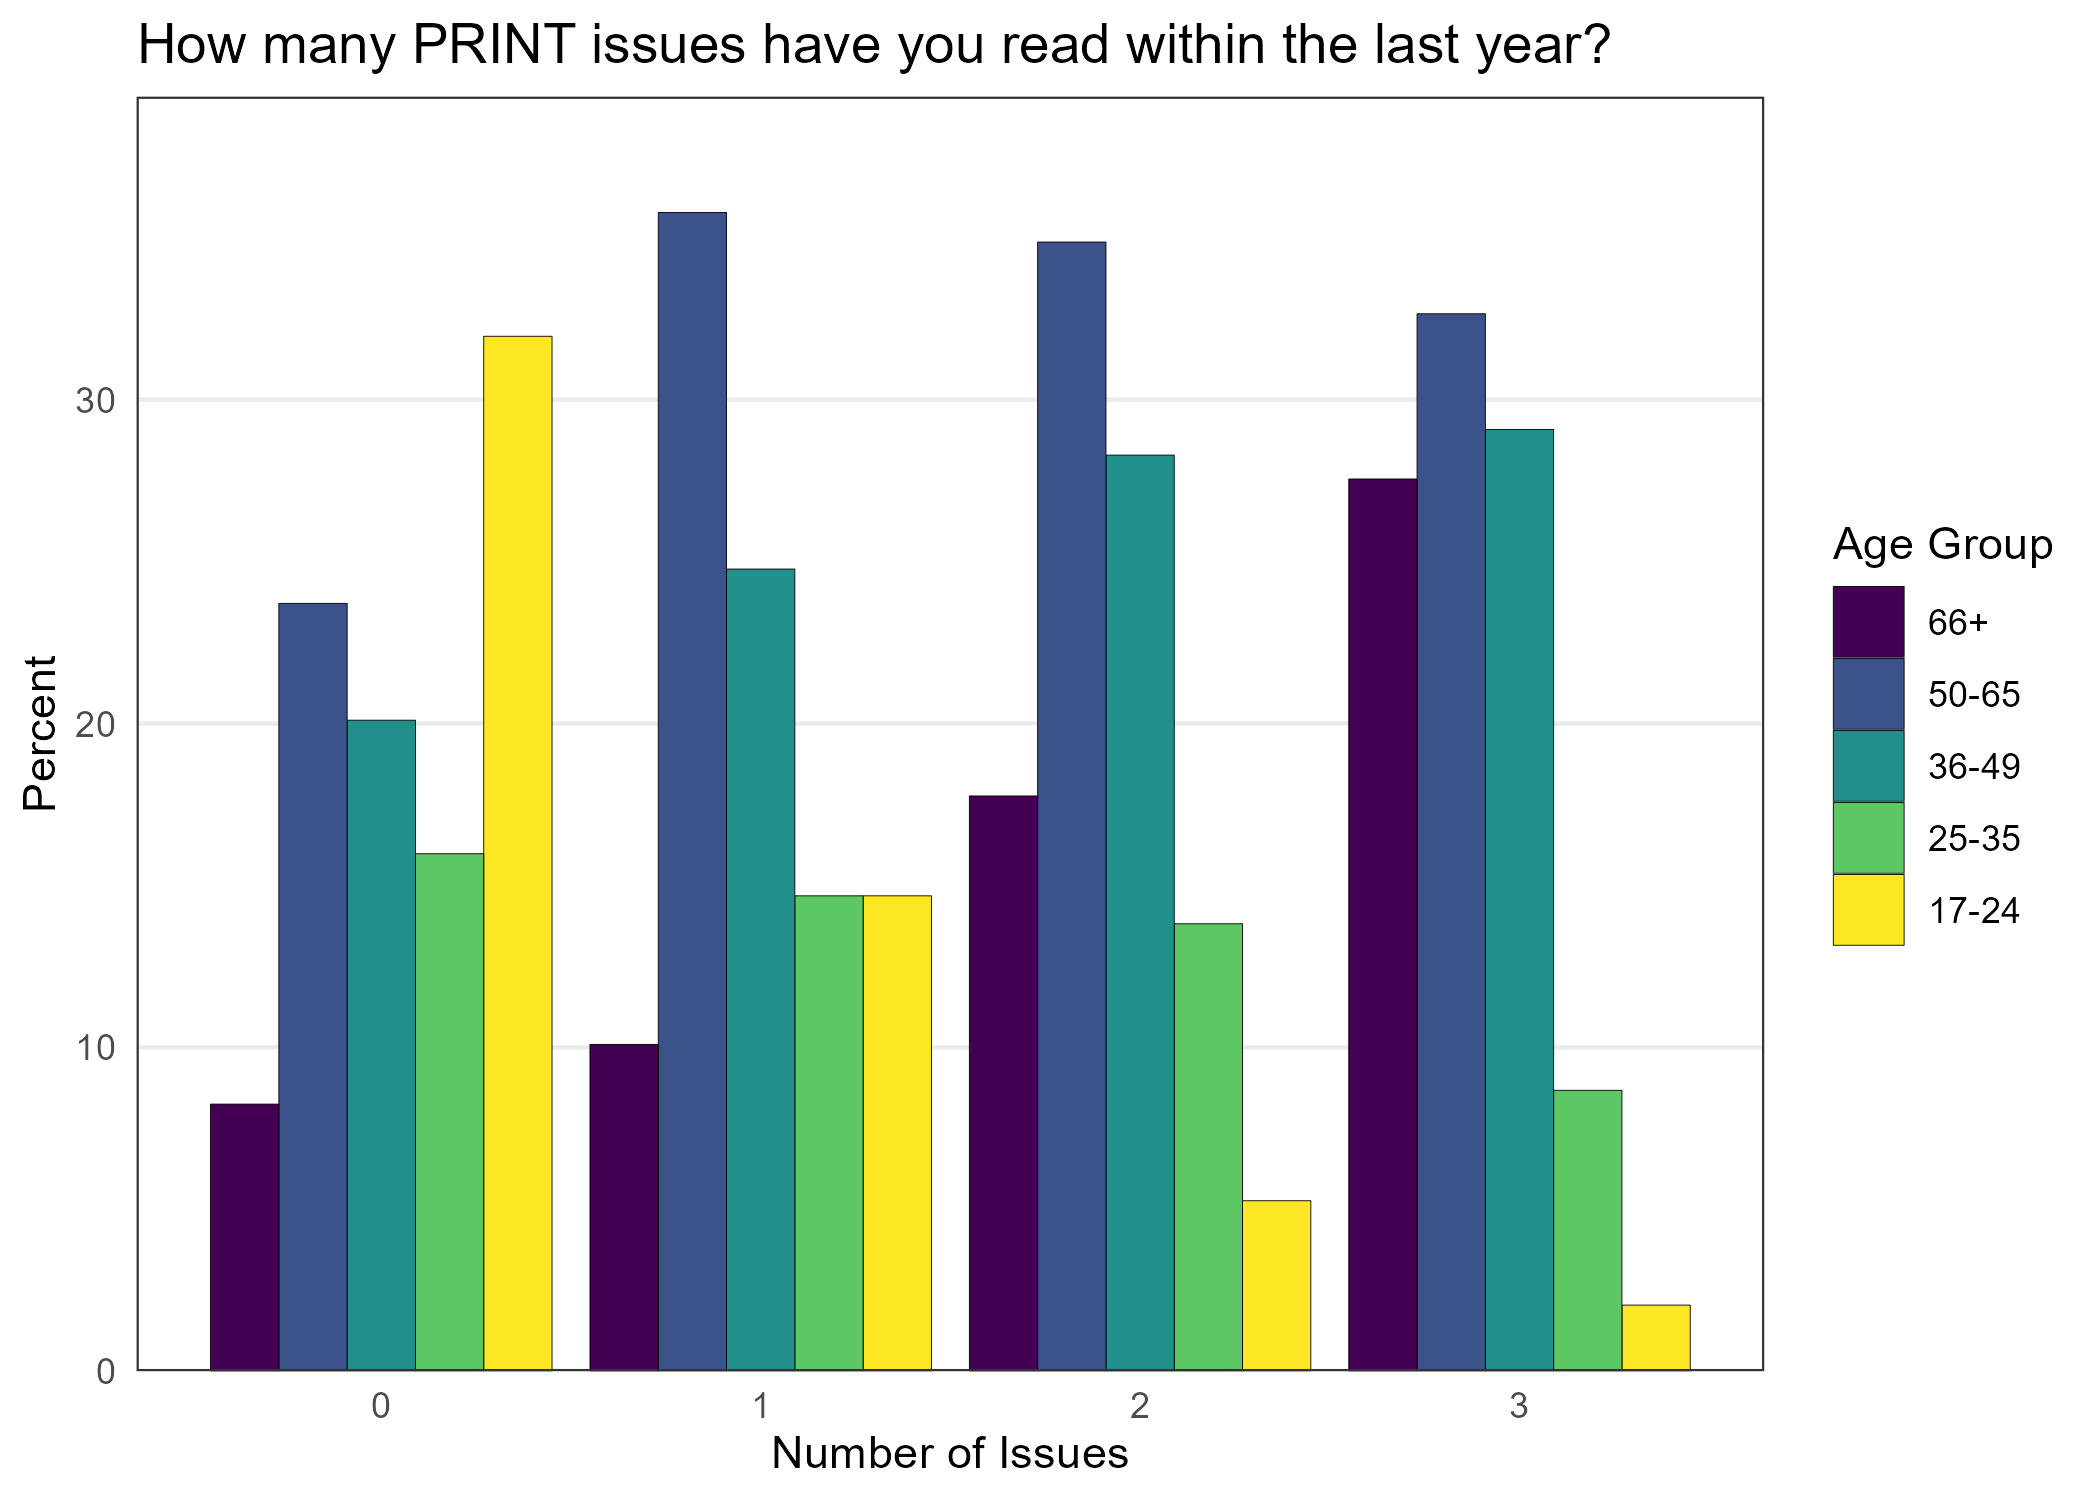 How many PRINT issues have you read within the last year?
30
20
10
0
Percent
0 1 2 3
Number of Issues
Age Group
66+
50-65
36-49
25-35
17-24